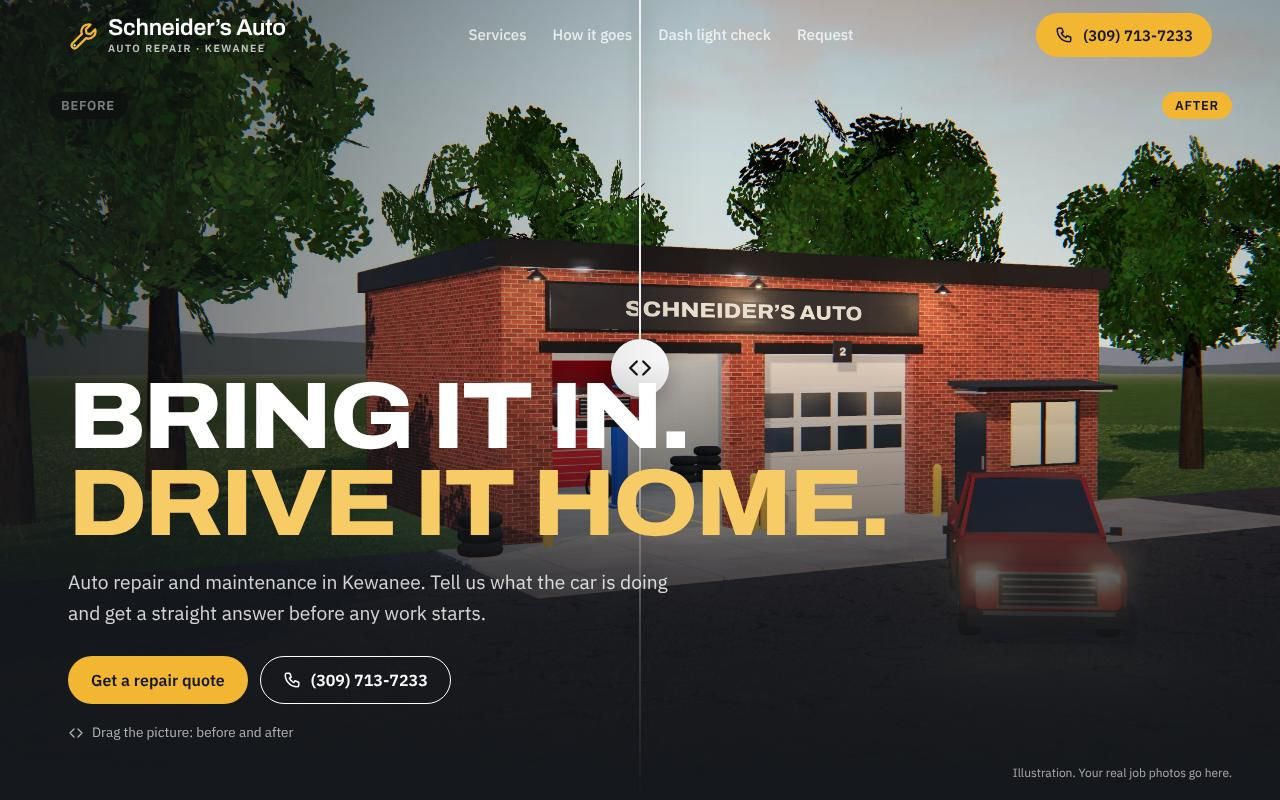 Schneider’s Auto
AUTO REPAIR · KEWANEE
Services
How it goes
Dash light check
Request
(309) 713-7233
BEFORE
AFTER
SCHNEIDER’S AUTO
2
BRING IT IN.
DRIVE IT HOME.
Auto repair and maintenance in Kewanee. Tell us what the car is doing
and get a straight answer before any work starts.
Get a repair quote
(309) 713-7233
Drag the picture: before and after
Illustration. Your real job photos go here.